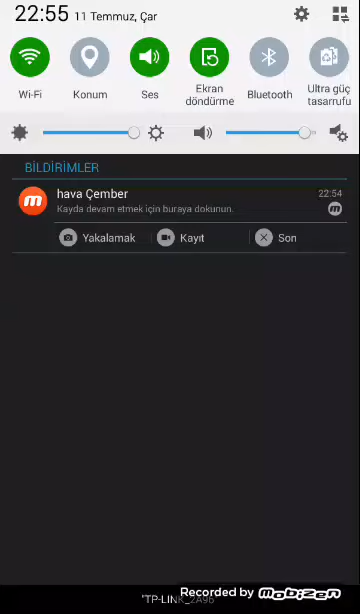 22:55 11 Temmuz, Çar
Wi-Fi
Konum
Ses
Ekran
döndürme
Bluetooth
Ultra güç
tasarrufu
BİLDİRİMLER
hava Çember 22:54
Kayda devam etmek için buraya dokunun.
Yakalamak Kayıt Son
"TP-LINK_2A96
Recorded by Mobizen